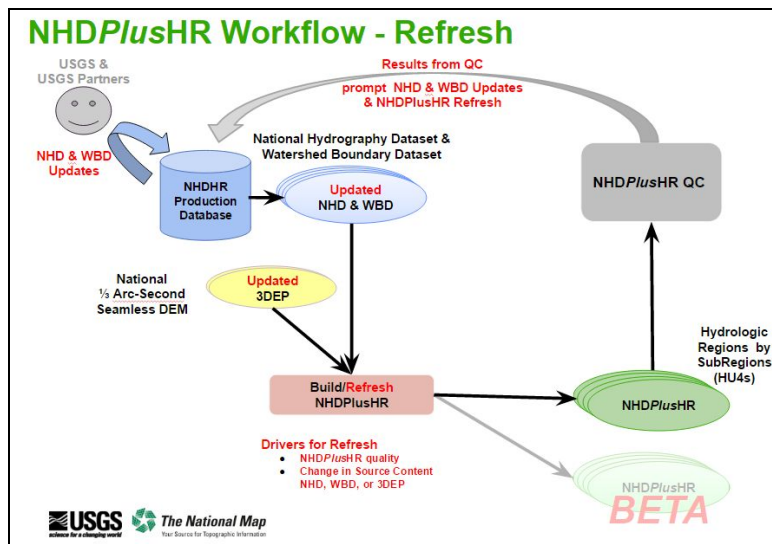 NHDPlusHR Workflow - Refresh
USGS &
USGS Partners
Results from QC
prompt NHD & WBD Updates
& NHDPlusHR Refresh
NHD & WBD
Updates
National Hydrography Dataset &
Watershed Boundary Dataset
NHDHR
Production
Database
Updated
NHD & WBD
NHDPlusHR QC
National
⅓ Arc-Second
Seamless DEM
Updated
3DEP
Hydrologic
Regions by
SubRegions
(HU4s)
Build/Refresh
NHDPlusHR
NHDPlusHR
Drivers for Refresh
● NHDPlusHR quality
● Change in Source Content
NHD, WBD, or 3DEP
NHDPlusHR
BETA
USGS
science for a changing world
The National Map
Your Source for Topographic Information